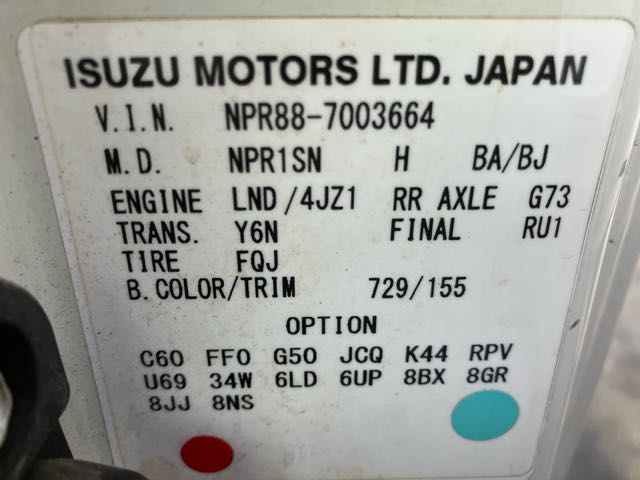 ISUZU MOTORS LTD. JAPAN
V.I.N. NPR88-7003664
M.D. NPR1SN H BA/BJ
ENGINE LND/4JZ1 RR AXLE G73
TRANS. Y6N FINAL RU1
TIRE FQJ
B.COLOR/TRIM 729/155
OPTION
C60 FF0 G50 JCQ K44 RPV
U69 34W 6LD 6UP 8BX 8GR
8JJ 8NS